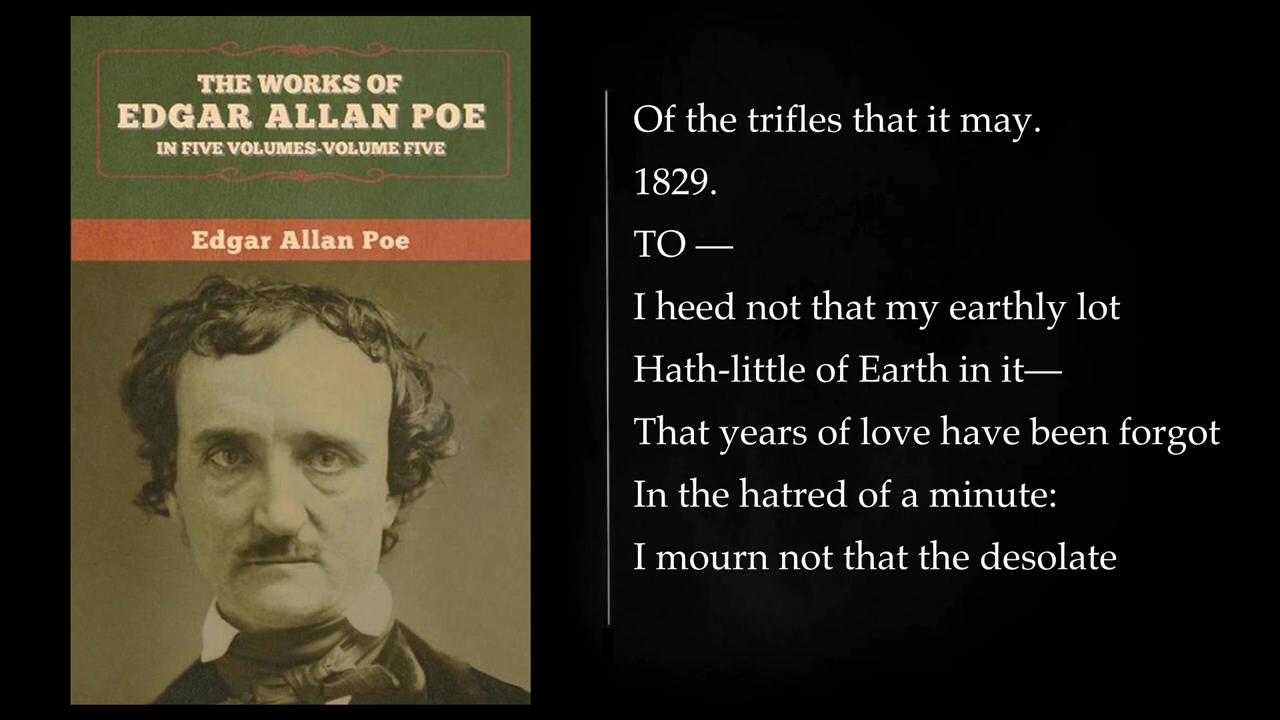 THE WORKS OF
EDGAR ALLAN POE
IN FIVE VOLUMES-VOLUME FIVE
Edgar Allan Poe
Of the trifles that it may.
1829.
TO —
I heed not that my earthly lot
Hath-little of Earth in it—
That years of love have been forgot
In the hatred of a minute:
I mourn not that the desolate